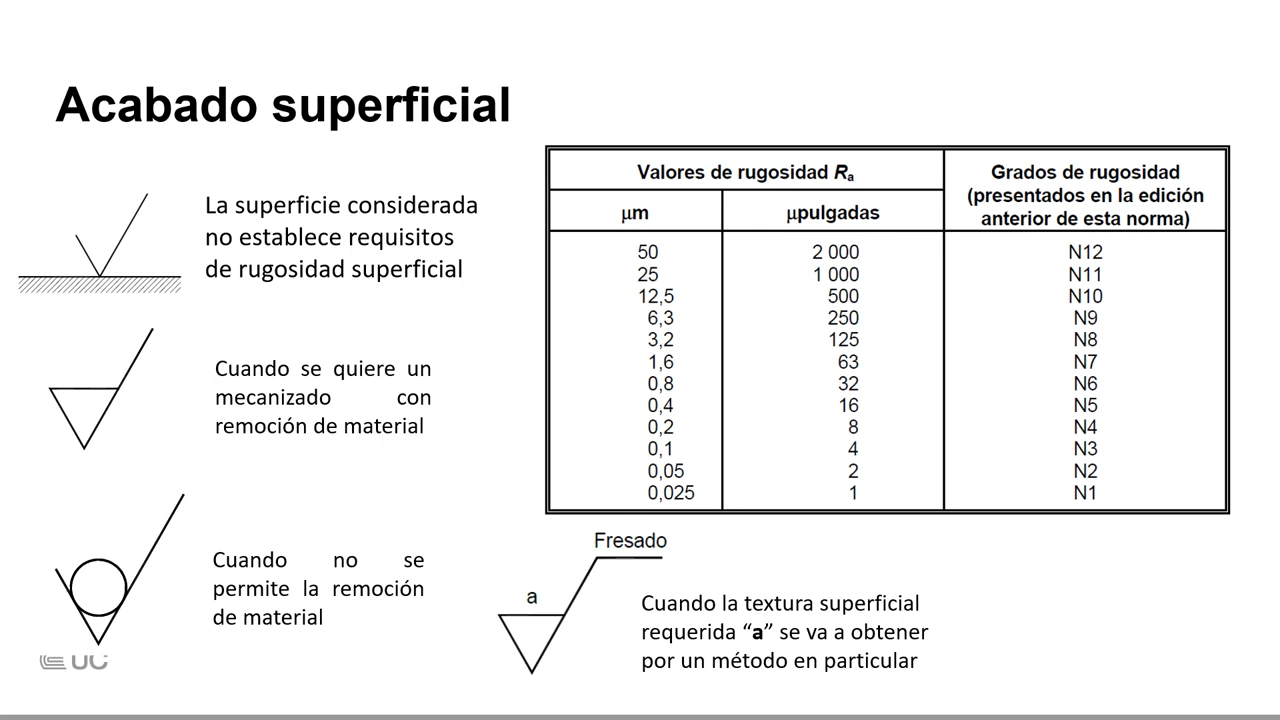 Acabado superficial
La superficie considerada
no establece requisitos
de rugosidad superficial
Cuando se quiere un
mecanizado con
remoción de material
Cuando no se
permite la remoción
de material
UC
Valores de rugosidad Ra
Grados de rugosidad
(presentados en la edición
anterior de esta norma)
μm μpulgadas
50 2 000 N12
25 1 000 N11
12,5 500 N10
6,3 250 N9
3,2 125 N8
1,6 63 N7
0,8 32 N6
0,4 16 N5
0,2 8 N4
0,1 4 N3
0,05 2 N2
0,025 1 N1
Fresado
a
Cuando la textura superficial
requerida “a” se va a obtener
por un método en particular